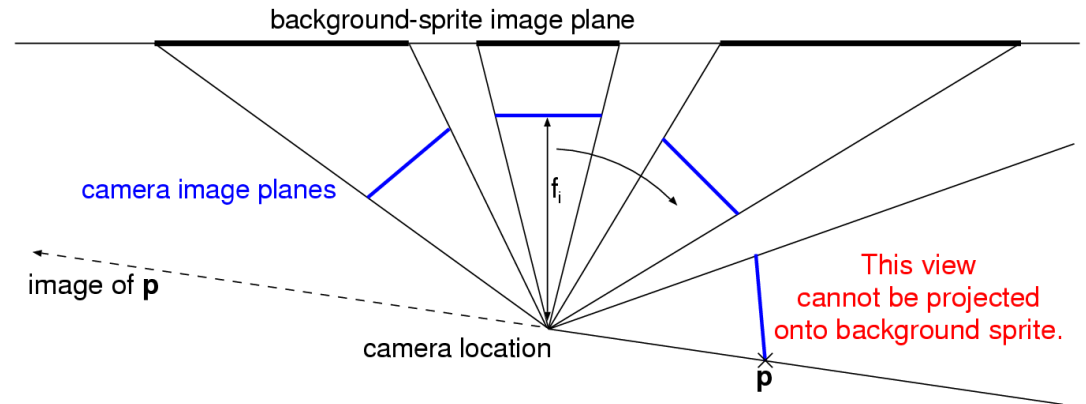 background-sprite image plane
camera image planes
f_i
image of p
This view
cannot be projected
onto background sprite.
camera location
p